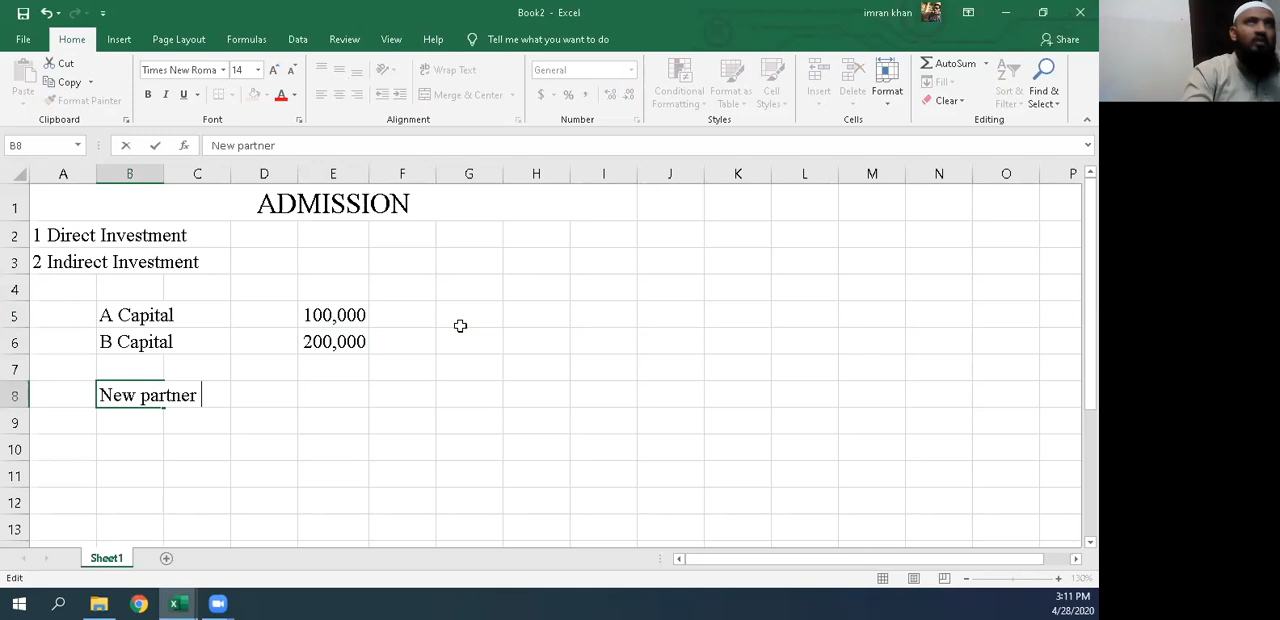 Book2 - Excel
imran khan
File Home Insert Page Layout Formulas Data Review View Help Tell me what you want to do Share
Paste Cut Copy Format Painter Clipboard
Times New Roma 14 B I U Font
Wrap Text Merge & Center Alignment
General $ % , Number
Conditional Formatting Format as Table Cell Styles Styles
Insert Delete Format Cells
AutoSum Fill Clear Sort & Filter Find & Select Editing
B8 fx New partner
A B C D E F G H I J K L M N O P
1 ADMISSION
2 1 Direct Investment
3 2 Indirect Investment
4
5 A Capital 100,000
6 B Capital 200,000
7
8 New partner
9
10
11
12
13
Sheet1
Edit 130%
3:11 PM
4/28/2020